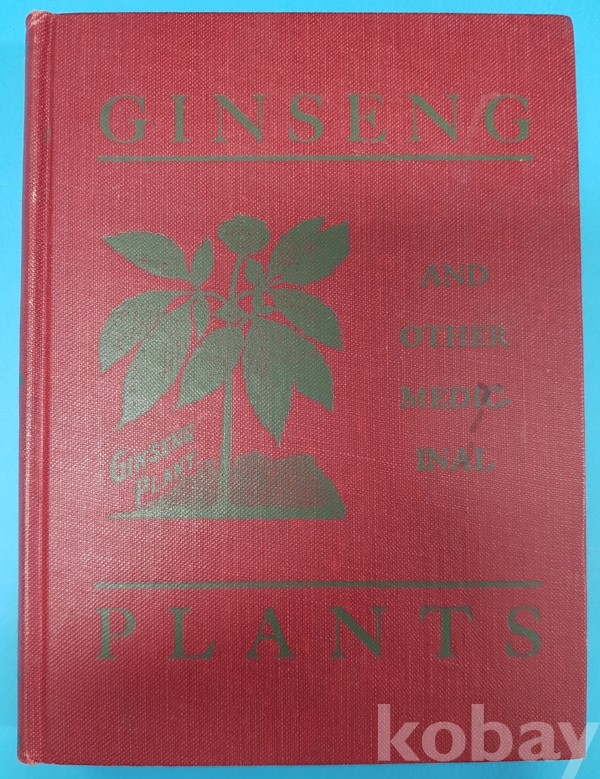 GINSENG
AND
OTHER
MEDIC-
INAL
GINSENG
PLANT
PLANTS
kobay